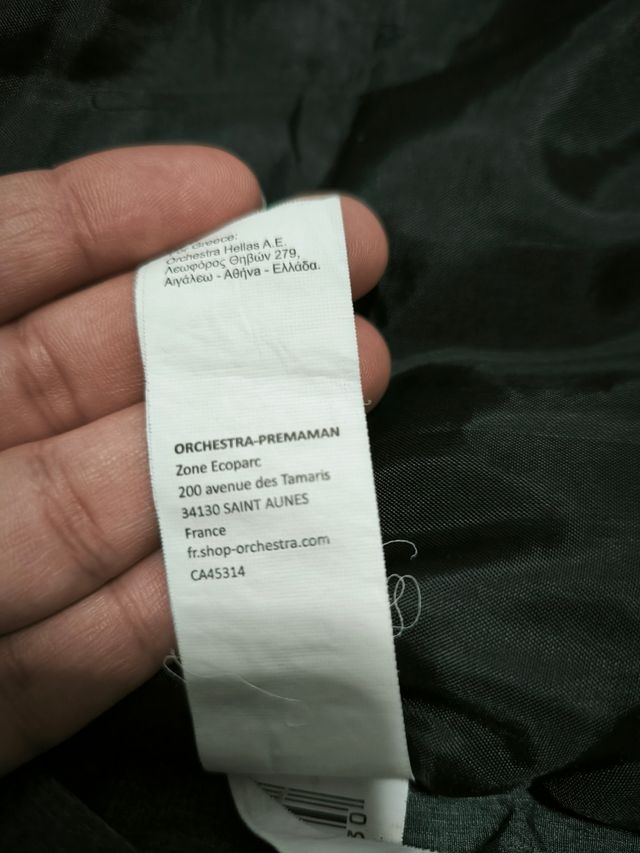 Greece:
Orchestra Hellas A.E.
Λεωφόρος Θηβών 279,
Αιγάλεω - Αθήνα - Ελλάδα.
ORCHESTRA-PREMAMAN
Zone Ecoparc
200 avenue des Tamaris
34130 SAINT AUNES
France
fr.shop-orchestra.com
CA45314